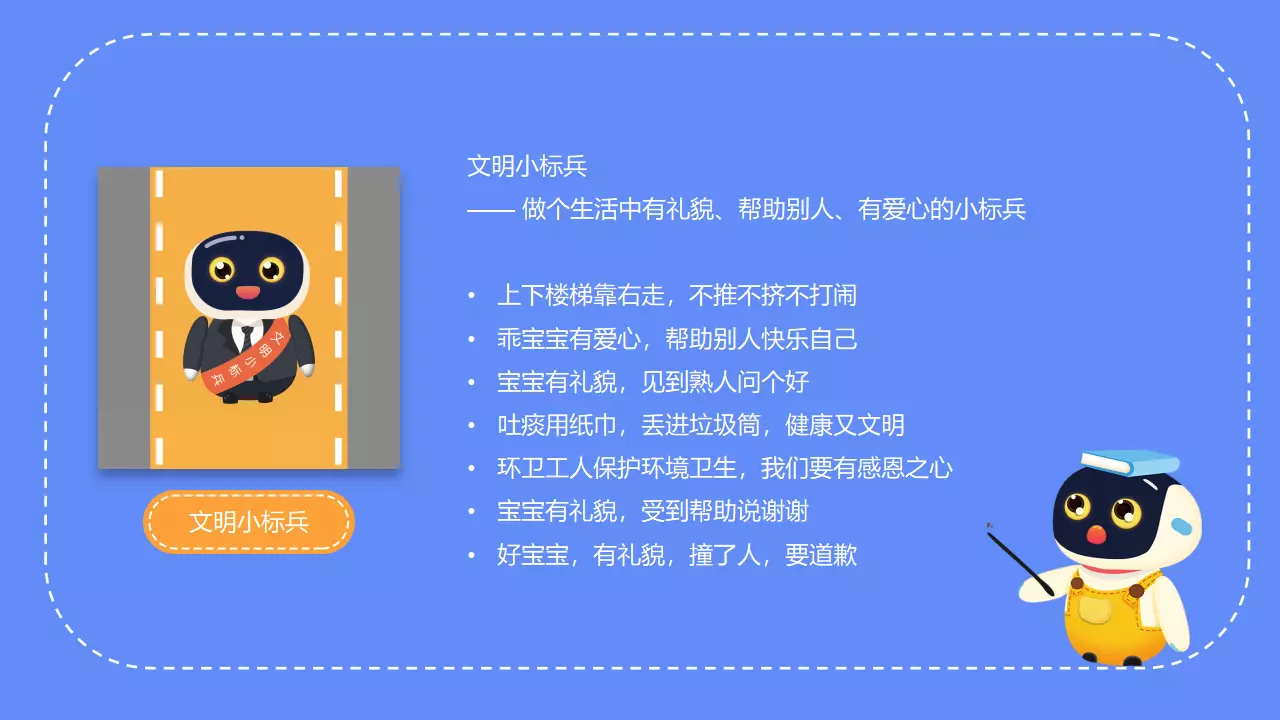 文明小标兵
—— 做个生活中有礼貌、帮助别人、有爱心的小标兵
• 上下楼梯靠右走，不推不挤不打闹
• 乖宝宝有爱心，帮助别人快乐自己
• 宝宝有礼貌，见到熟人问个好
• 吐痰用纸巾，丢进垃圾筒，健康又文明
• 环卫工人保护环境卫生，我们要有感恩之心
• 宝宝有礼貌，受到帮助说谢谢
• 好宝宝，有礼貌，撞了人，要道歉
文明小标兵
文明小标兵